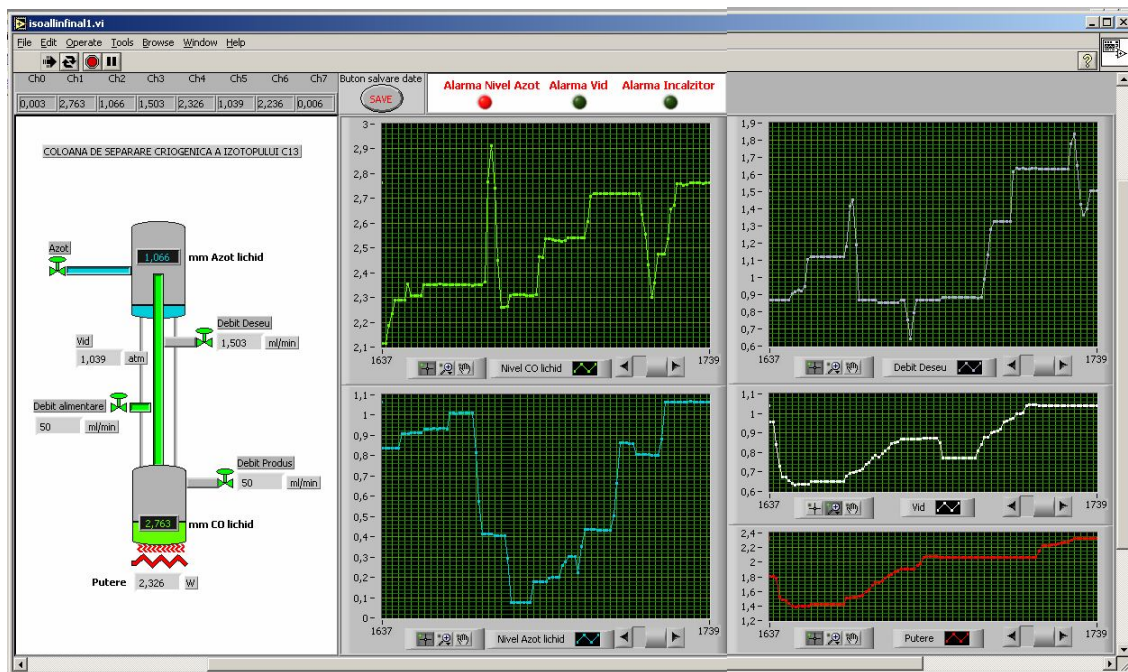 isoallinfinal1.vi
File Edit Operate Tools Browse Window Help
Ch0 Ch1 Ch2 Ch3 Ch4 Ch5 Ch6 Ch7
0,003 2,763 1,066 1,503 2,326 1,039 2,236 0,006
Buton salvare date
SAVE
Alarma Nivel Azot Alarma Vid Alarma Incalzitor
COLOANA DE SEPARARE CRIOGENICA A IZOTOPULUI C13
Azot
1,066 mm Azot lichid
Debit Deseu
1,503 ml/min
Vid
1,039 atm
Debit alimentare
50 ml/min
Debit Produs
50 ml/min
2,763 mm CO lichid
Putere 2,326 W
3
2,9
2,8
2,7
2,6
2,5
2,4
2,3
2,2
2,1
1637 1739
Nivel CO lichid
1,9
1,8
1,7
1,6
1,5
1,4
1,3
1,2
1,1
1
0,9
0,8
0,7
0,6
1637 1739
Debit Deseu
1,1
1
0,9
0,8
0,7
0,6
0,5
0,4
0,3
0,2
0,1
0
1637 1739
Nivel Azot lichid
1,1
1
0,9
0,8
0,7
0,6
1637 1739
Vid
2,4
2,2
2
1,8
1,6
1,4
1,2
1637 1739
Putere